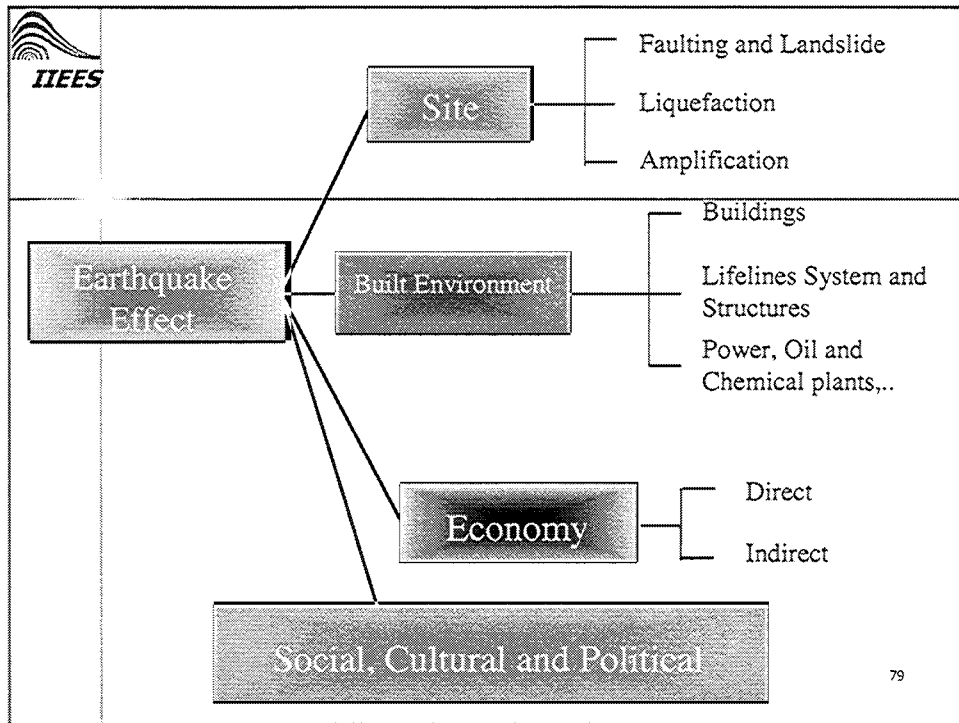 IIEES
Site
Faulting and Landslide
Liquefaction
Amplification
Earthquake
Effect
Built Environment
Buildings
Lifelines System and
Structures
Power, Oil and
Chemical plants,..
Economy
Direct
Indirect
Social, Cultural and Political
79